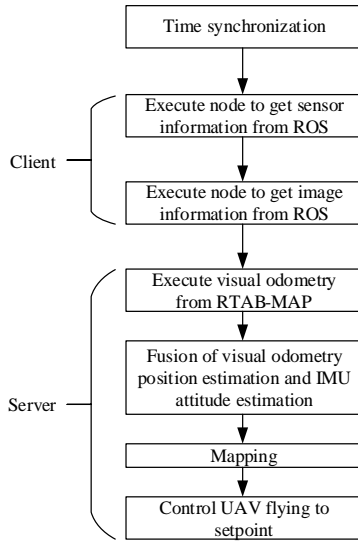 Time synchronization
Execute node to get sensor
information from ROS
Client
Execute node to get image
information from ROS
Execute visual odometry
from RTAB-MAP
Fusion of visual odometry
position estimation and IMU
attitude estimation
Server
Mapping
Control UAV flying to
setpoint